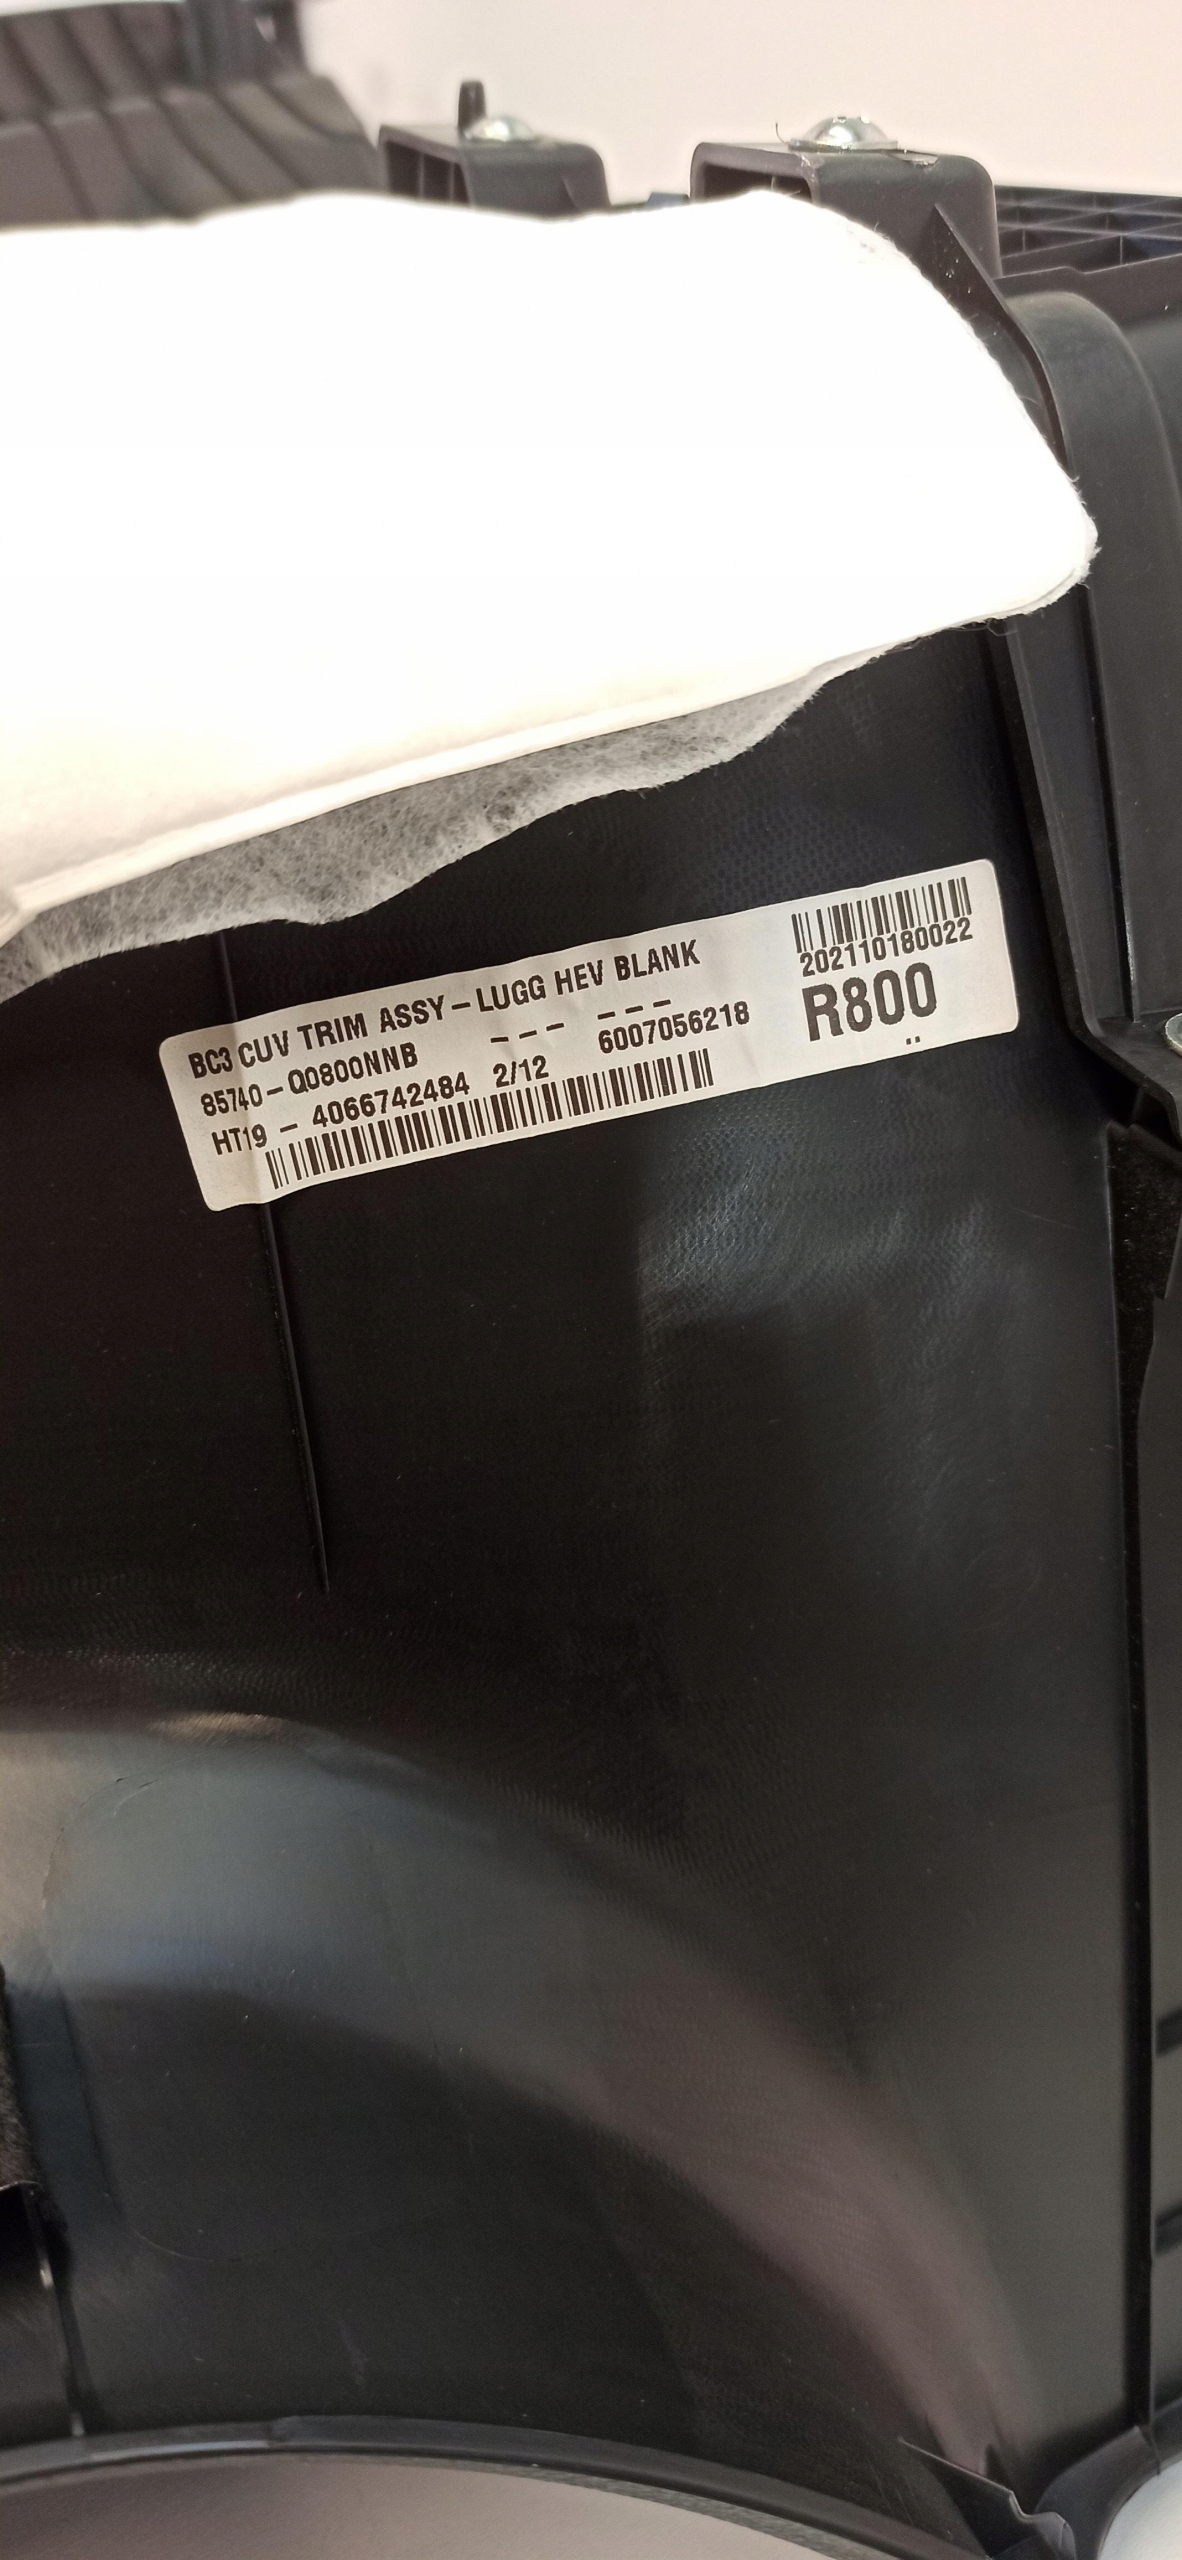 BC3 CUV TRIM ASSY-LUGG HEV BLANK
85740-Q0800NNB --- ---
HT19 - 4066742484 2/12 6007056218
202110180022
R800
..